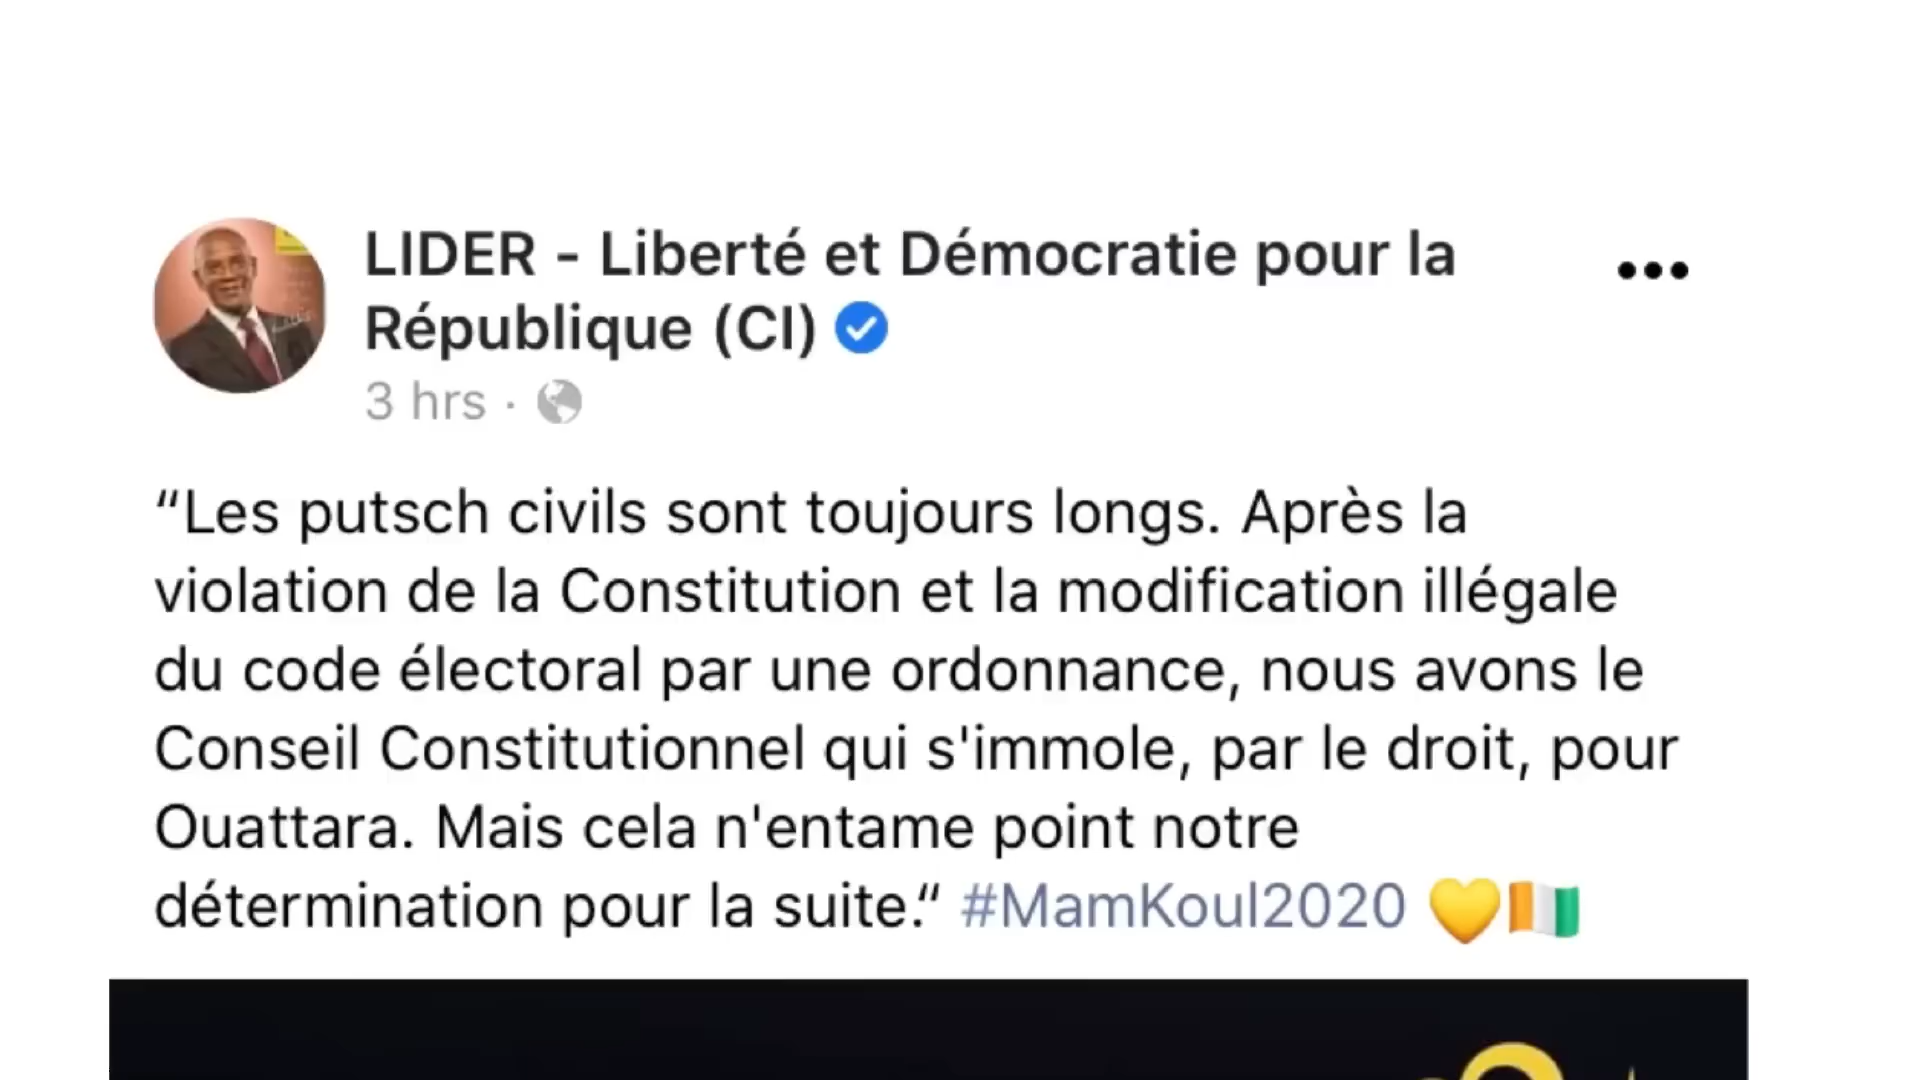 LIDER - Liberté et Démocratie pour la
République (CI)
3 hrs ·
“Les putsch civils sont toujours longs. Après la
violation de la Constitution et la modification illégale
du code électoral par une ordonnance, nous avons le
Conseil Constitutionnel qui s'immole, par le droit, pour
Ouattara. Mais cela n'entame point notre
détermination pour la suite.“ #MamKoul2020 💛🇨🇮